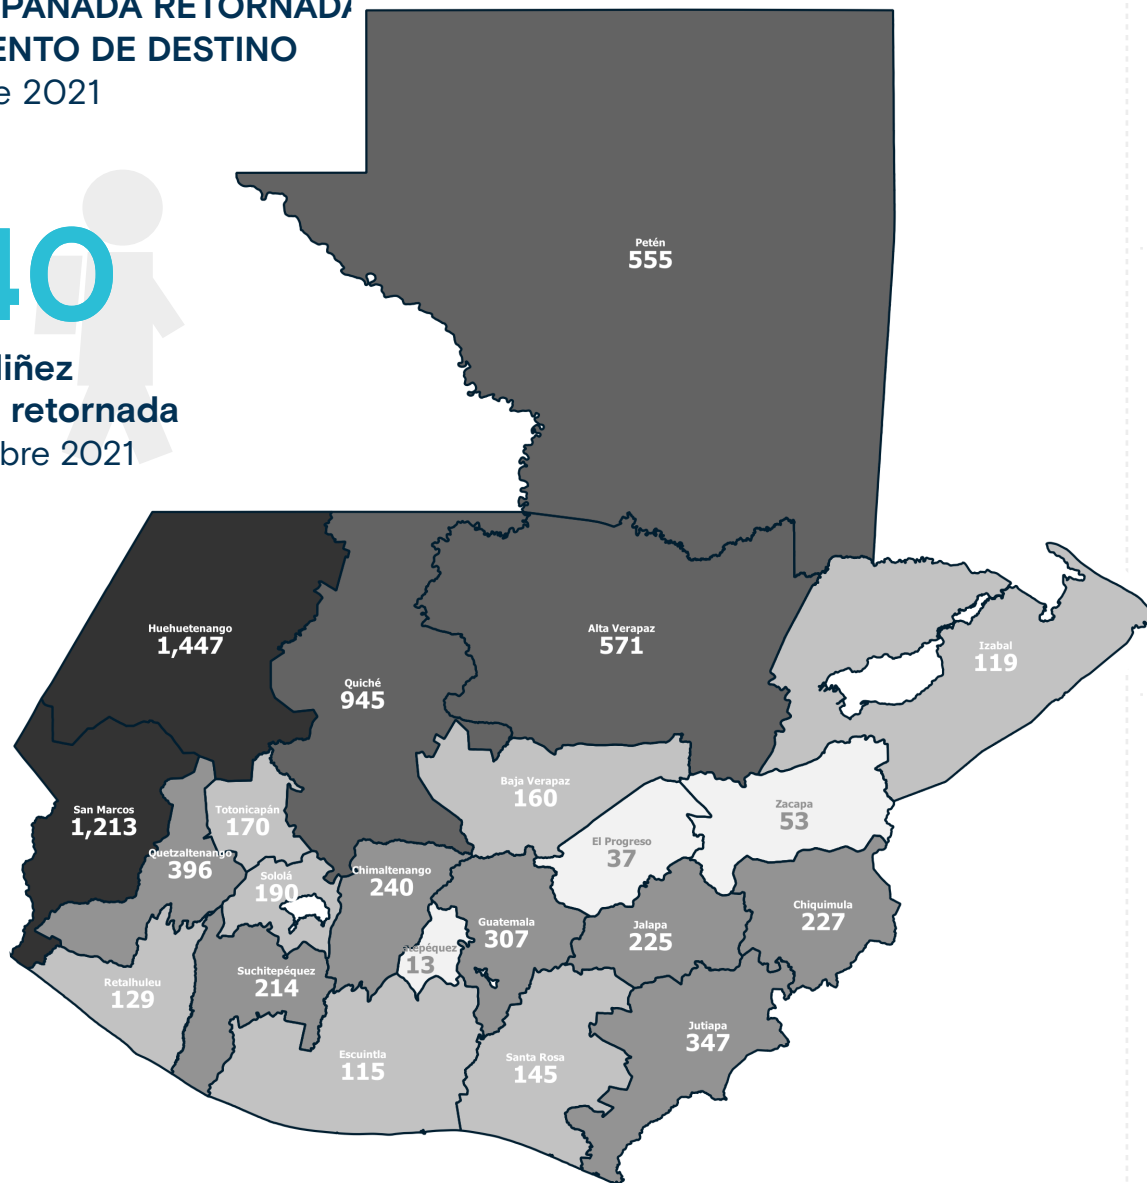 PAÑADA RETORNADA
ENTO DE DESTINO
e 2021
40
iñez
retornada
bre 2021
Petén
555
Huehuetenango
1,447
Alta Verapaz
571
Izabal
119
Quiché
945
Baja Verapaz
160
San Marcos
1,213
Totonicapán
170
Zacapa
53
El Progreso
37
Quetzaltenango
396
Sololá
190
Chimaltenango
240
Chiquimula
227
Guatemala
307
Jalapa
225
tepéquez
13
Suchitepéquez
214
Retalhuleu
129
Jutiapa
347
Escuintla
115
Santa Rosa
145